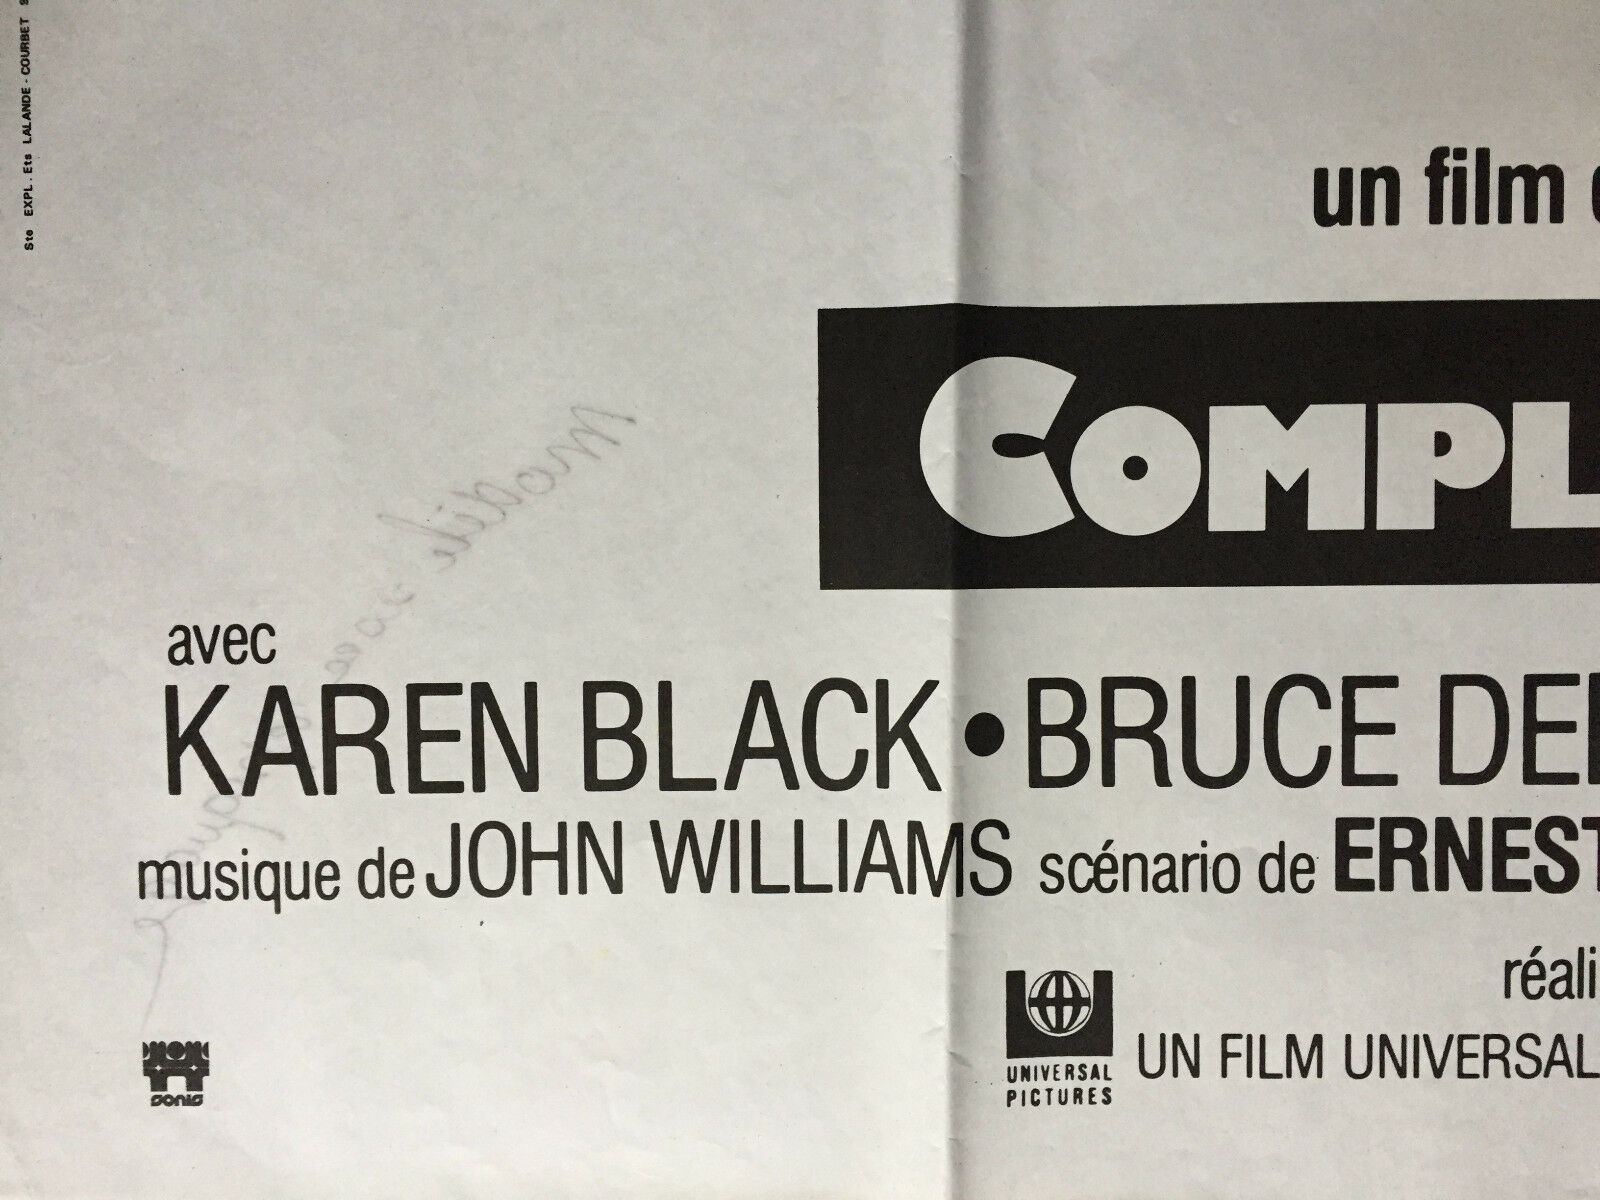 Ste EXPL. Ets LALANDE - COURBET
un film
COMPL
avec
KAREN BLACK • BRUCE DE
musique de JOHN WILLIAMS scénario de ERNEST
réali
UNIVERSAL PICTURES
UN FILM UNIVERSAL
sonis